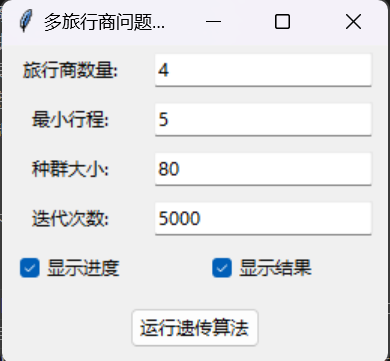 多旅行商问题...
旅行商数量: 4
最小行程: 5
种群大小: 80
迭代次数: 5000
显示进度 显示结果
运行遗传算法